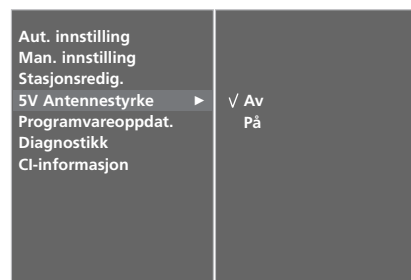 Aut. innstilling
Man. innstilling
Stasjonsredig.
5V Antennestyrke ► √ Av
Programvareoppdat. På
Diagnostikk
CI-informasjon